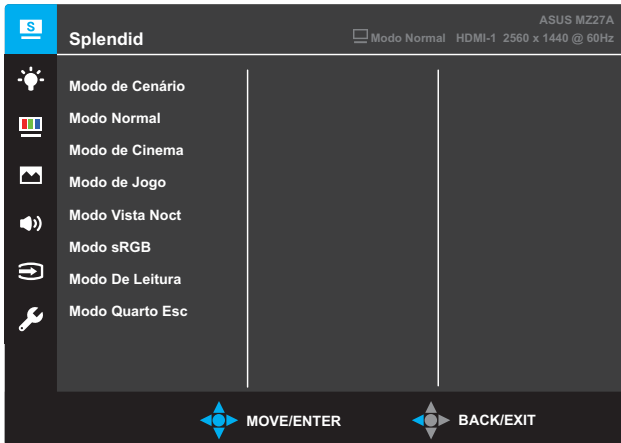 S
ASUS MZ27A
Splendid
Modo Normal HDMI-1 2560 x 1440 @ 60Hz
Modo de Cenário
Modo Normal
Modo de Cinema
Modo de Jogo
Modo Vista Noct
Modo sRGB
Modo De Leitura
Modo Quarto Esc
MOVE/ENTER
BACK/EXIT